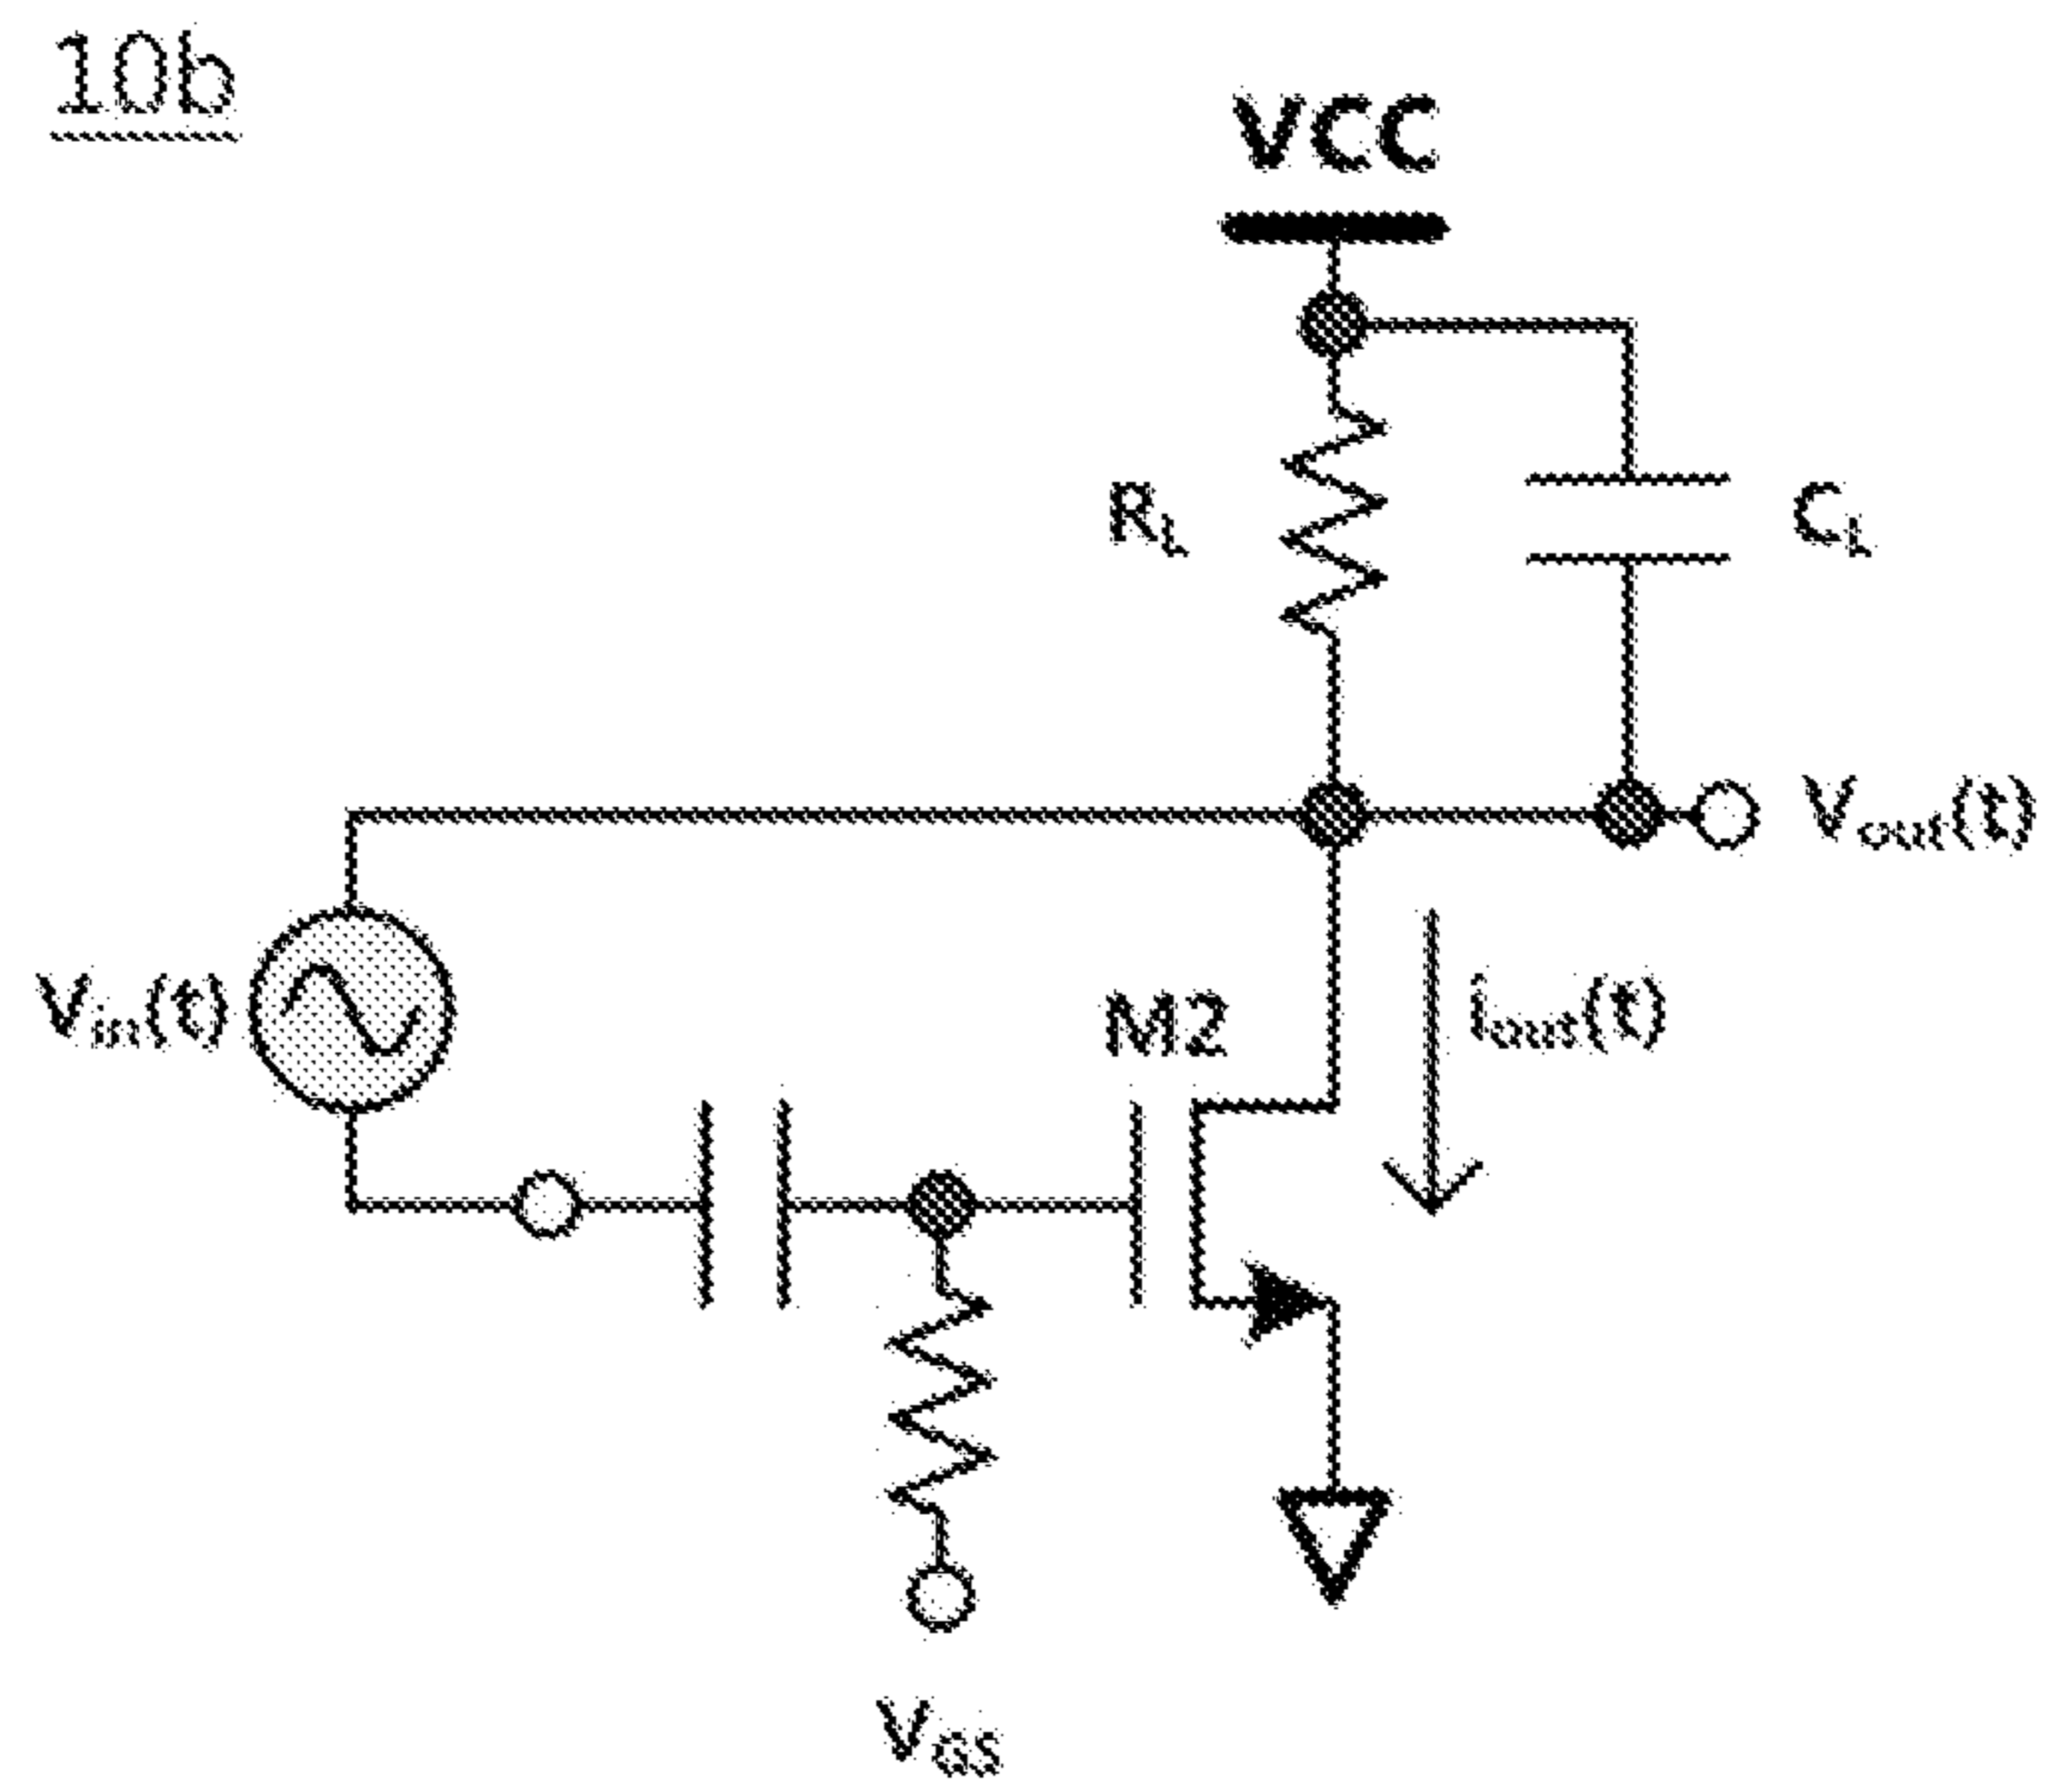 10b
VCC
R_L
C_L
V_out(t)
V_in(t)
M2
i_out(t)
V_GS